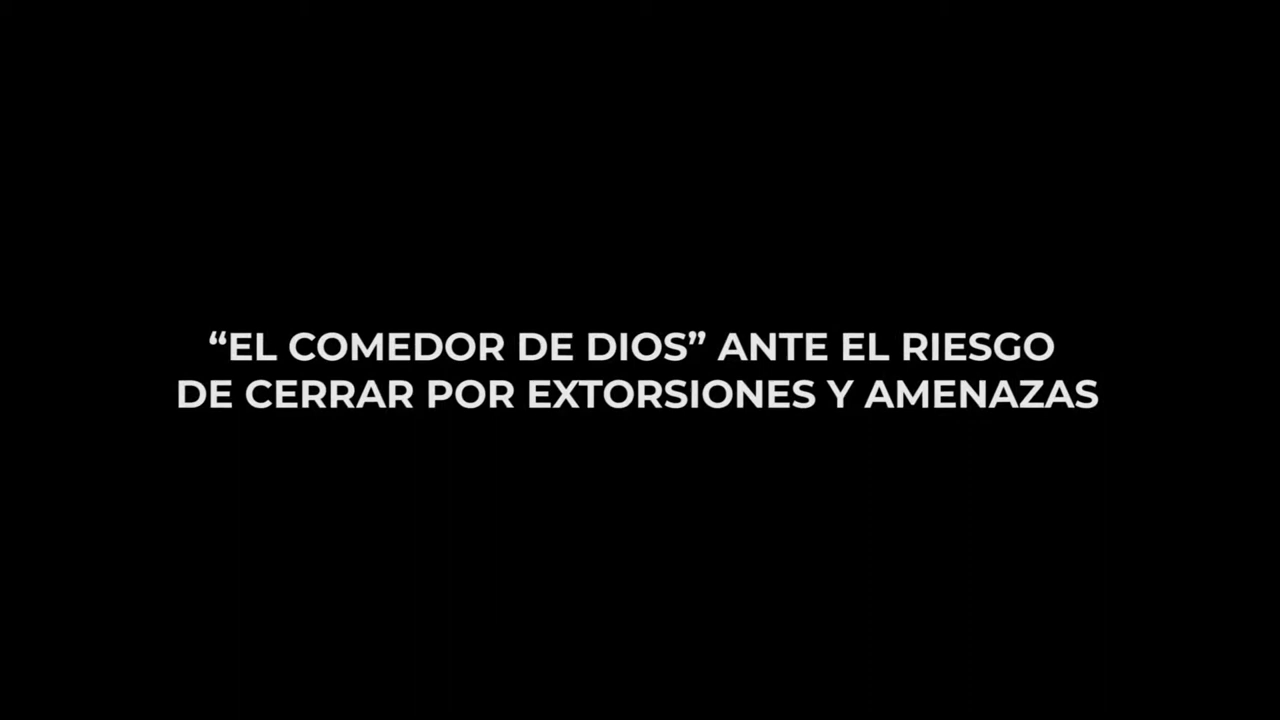 “EL COMEDOR DE DIOS” ANTE EL RIESGO
DE CERRAR POR EXTORSIONES Y AMENAZAS